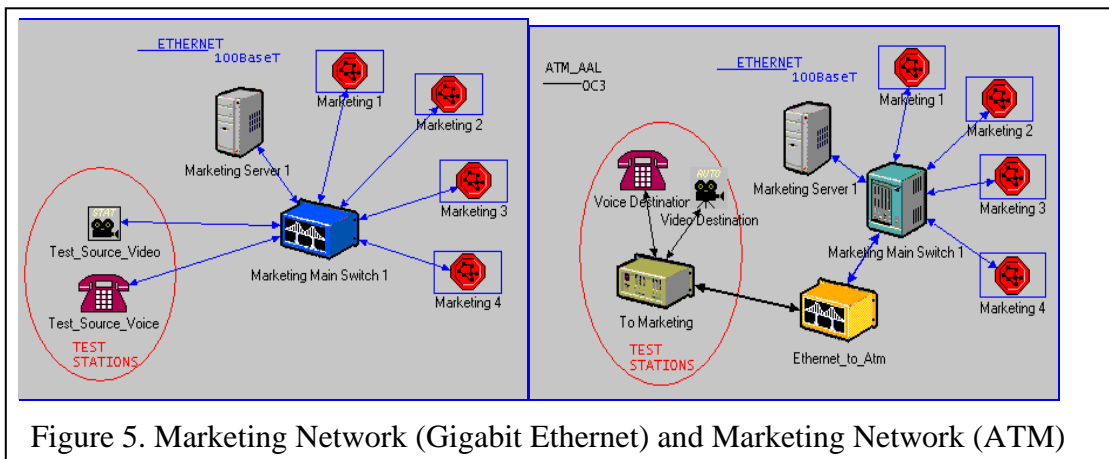 ETHERNET
100BaseT
Marketing 1
Marketing 2
Marketing Server 1
Marketing 3
STAT
Test_Source_Video
Marketing Main Switch 1
Marketing 4
Test_Source_Voice
TEST
STATIONS
ATM_AAL
OC3
ETHERNET
100BaseT
Marketing 1
Marketing 2
AUTO
Marketing Server 1
Voice Destination
Video Destination
Marketing 3
Marketing Main Switch 1
Marketing 4
To Marketing
TEST
STATIONS
Ethernet_to_Atm
Figure 5. Marketing Network (Gigabit Ethernet) and Marketing Network (ATM)